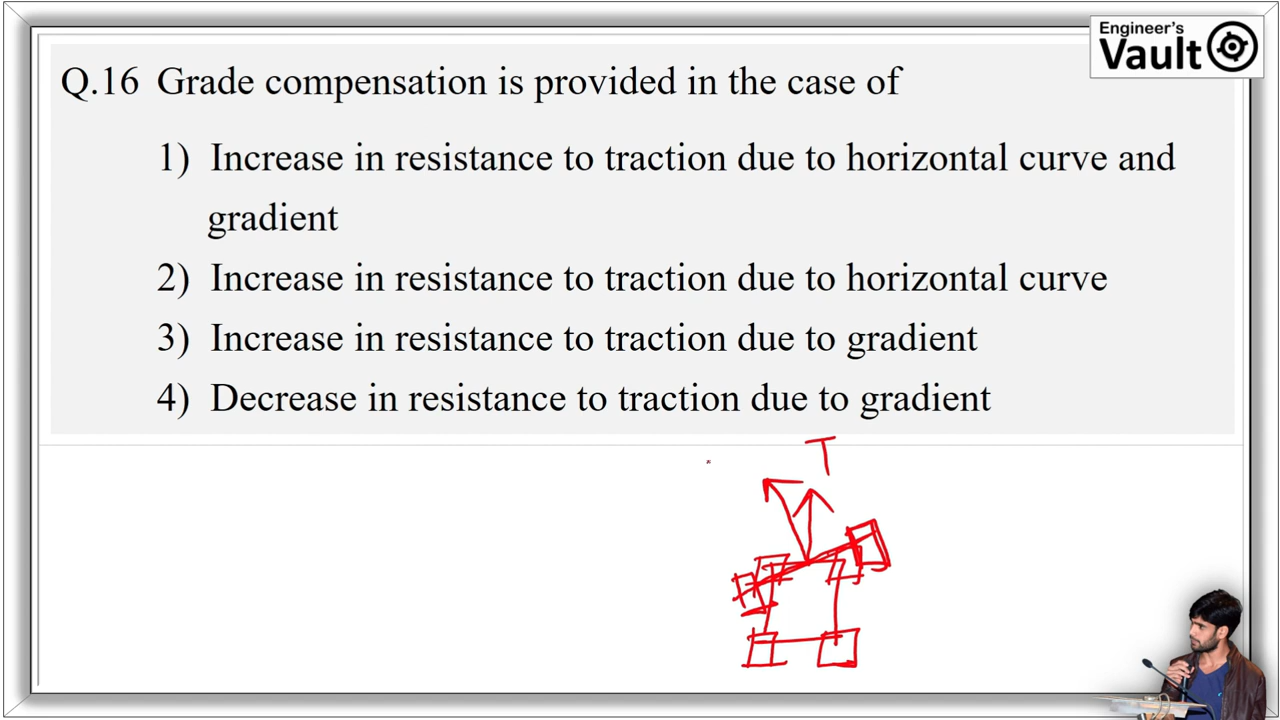 Engineer's
Vault
Q.16 Grade compensation is provided in the case of
1) Increase in resistance to traction due to horizontal curve and
gradient
2) Increase in resistance to traction due to horizontal curve
3) Increase in resistance to traction due to gradient
4) Decrease in resistance to traction due to gradient
T